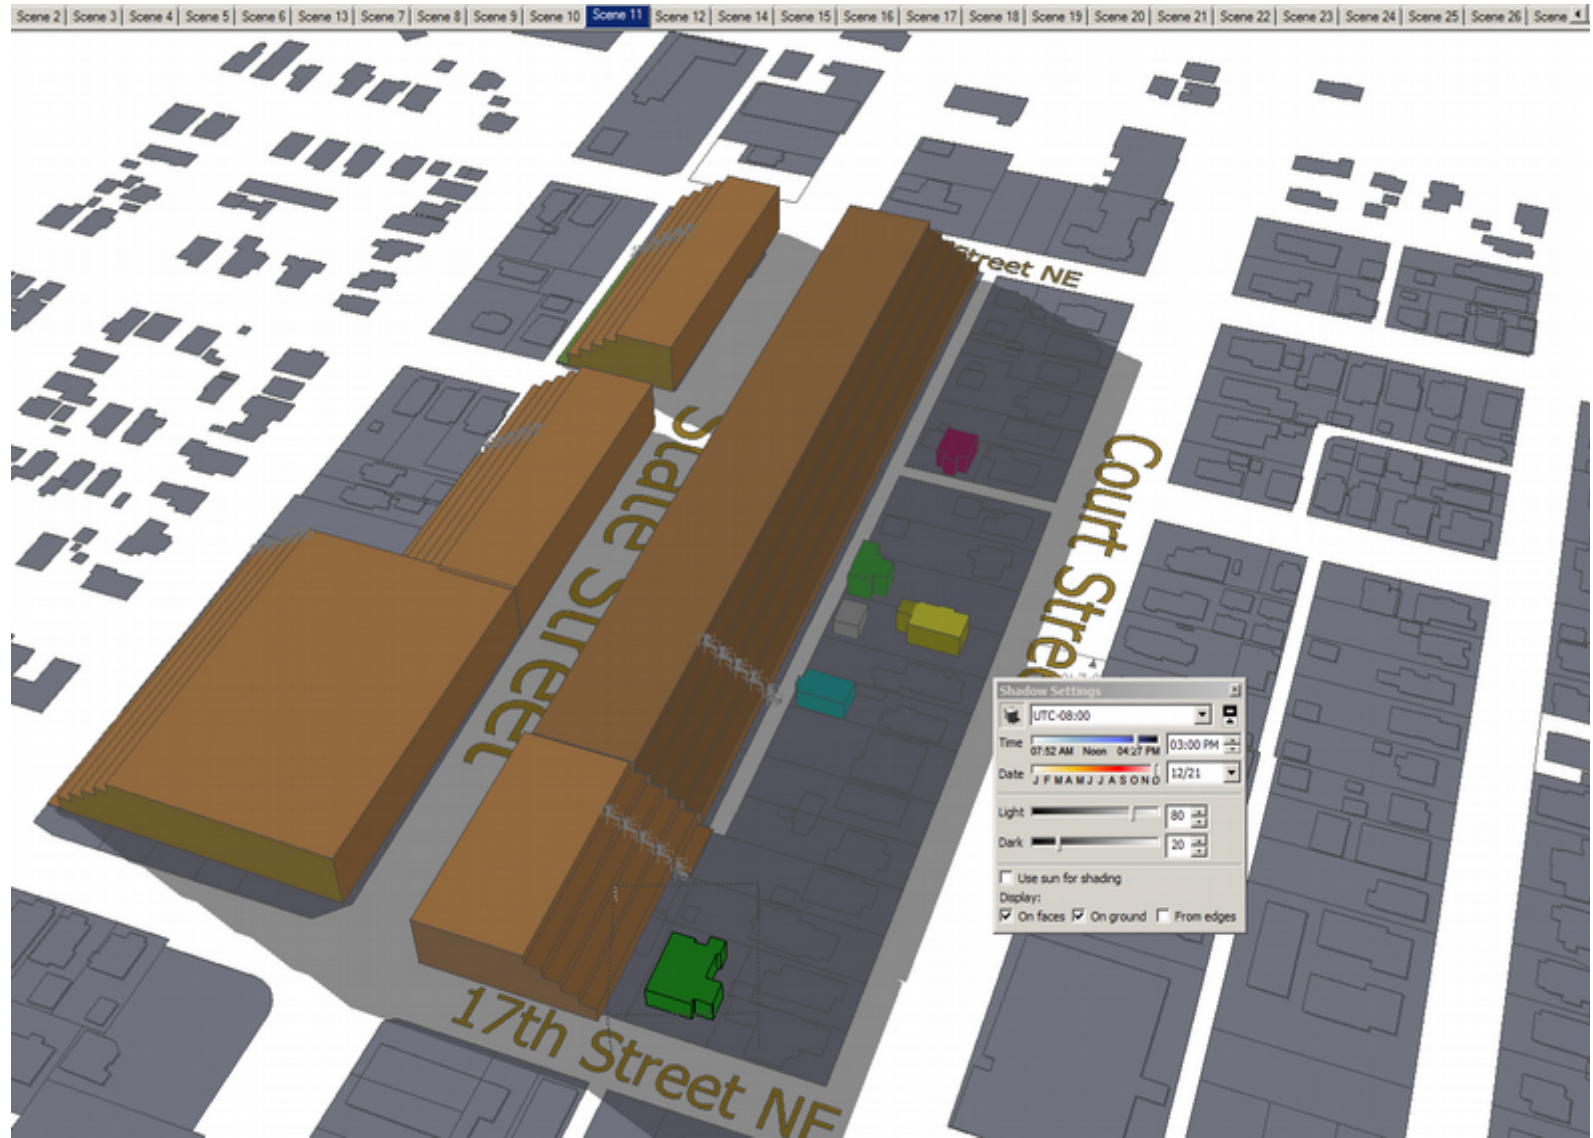 Scene 2 Scene 3 Scene 4 Scene 5 Scene 6 Scene 13 Scene 7 Scene 8 Scene 9 Scene 10 Scene 11 Scene 12 Scene 14 Scene 15 Scene 16 Scene 17 Scene 18 Scene 19 Scene 20 Scene 21 Scene 22 Scene 23 Scene 24 Scene 25 Scene 26 Scene
Street NE
State Street
Court Stree
17th Street NE
Shadow Settings
UTC-08:00
Time 07:52 AM Noon 04:27 PM 03:00 PM
Date J F M A M J J A S O N D 12/21
Light 80
Dark 20
Use sun for shading
Display:
On faces On ground From edges